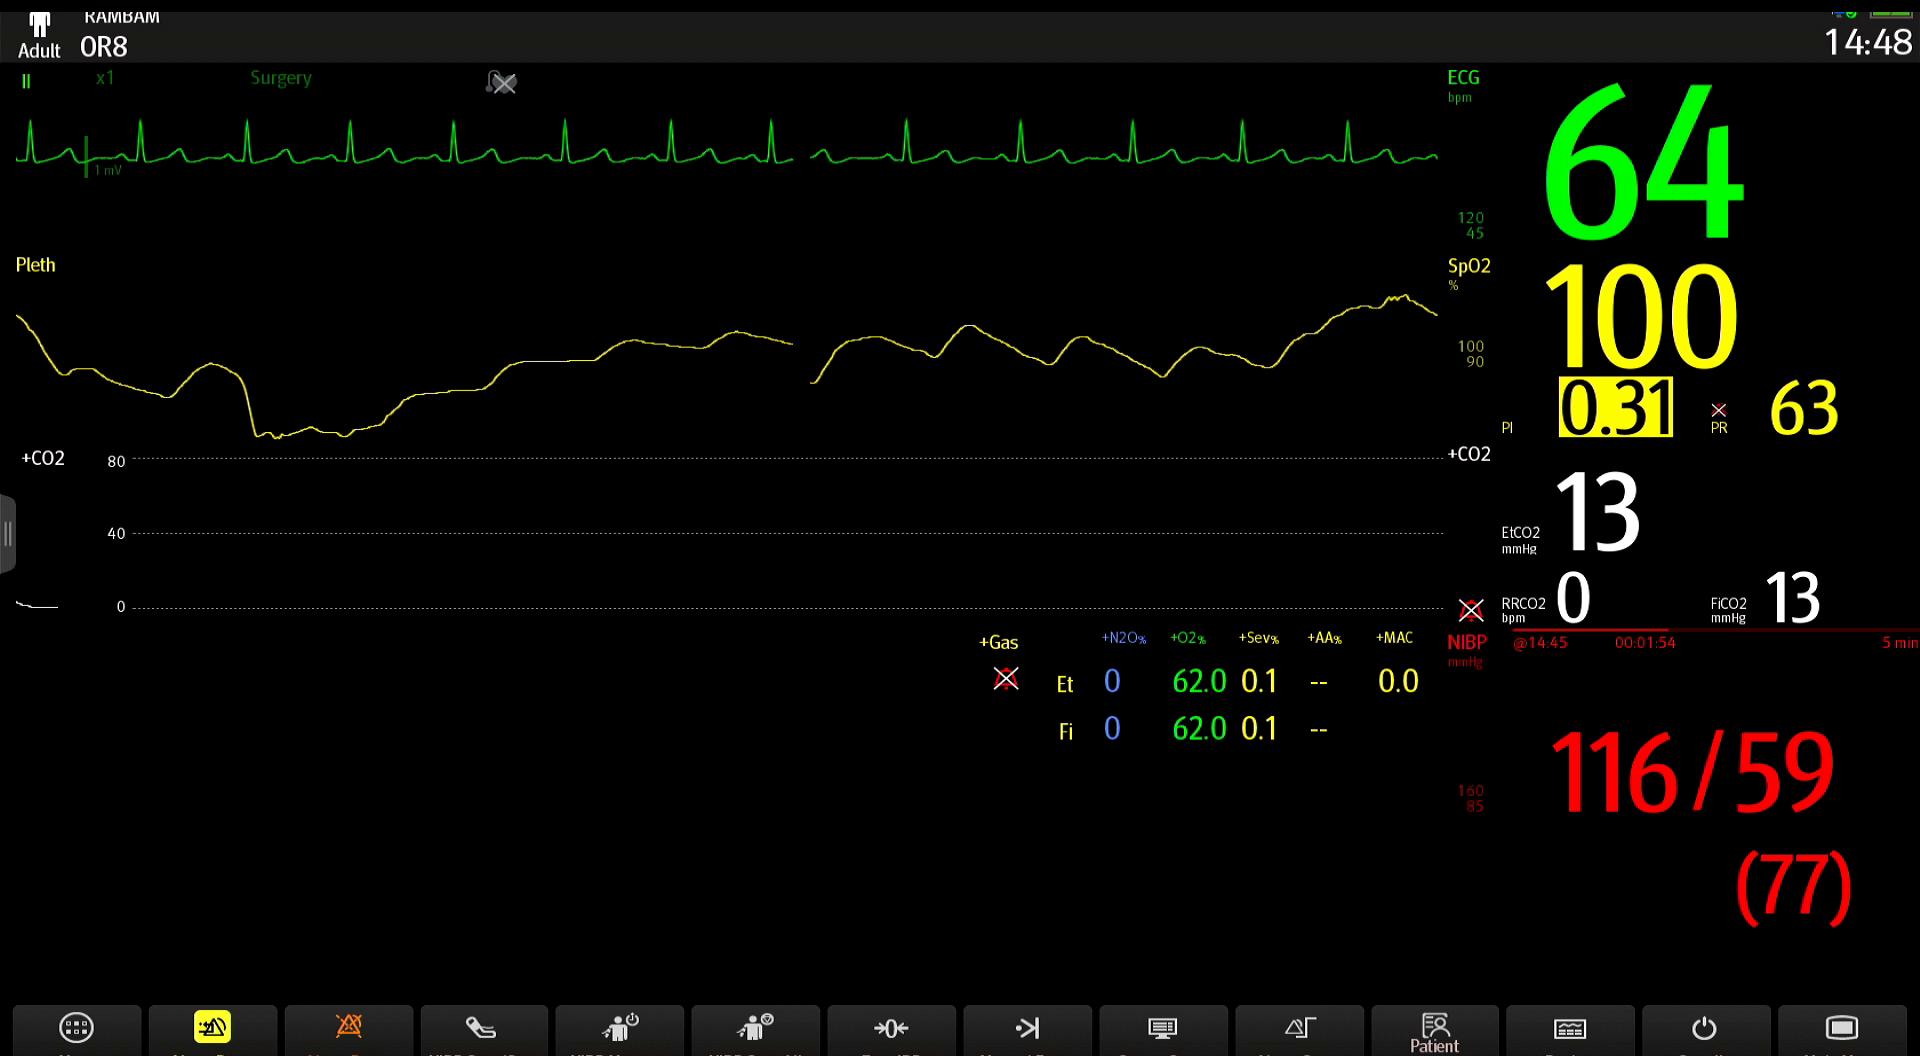 RAMBAM
Adult OR8
14:48
II x1 Surgery
1 mV
ECG
bpm
64
120
45
Pleth
SpO2
%
100
100
90
PI 0.31 PR 63
+CO2
80
40
0
+CO2
EtCO2
mmHg
13
RRCO2
bpm
0
FiCO2
mmHg
13
+Gas +N2O% +O2% +Sev% +AA% +MAC
Et 0 62.0 0.1 -- 0.0
Fi 0 62.0 0.1 --
NIBP
mmHg
@14:45 00:01:54 5 min
116/59
160
85
(77)
Patient